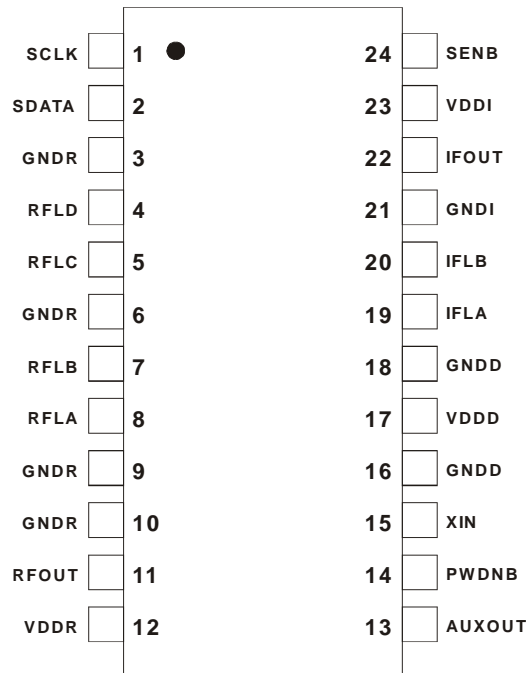 SCLK 1 24 SENB
SDATA 2 23 VDDI
GNDR 3 22 IFOUT
RFLD 4 21 GNDI
RFLC 5 20 IFLB
GNDR 6 19 IFLA
RFLB 7 18 GNDD
RFLA 8 17 VDDD
GNDR 9 16 GNDD
GNDR 10 15 XIN
RFOUT 11 14 PWDNB
VDDR 12 13 AUXOUT